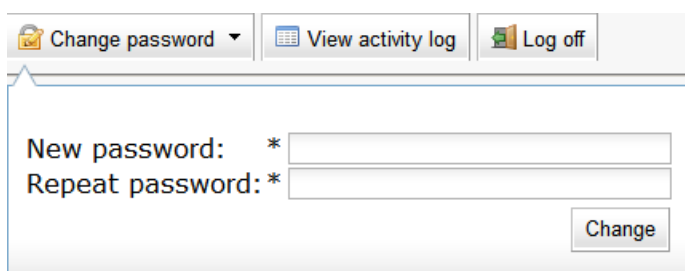 Change password View activity log Log off
New password: *
Repeat password: *
Change